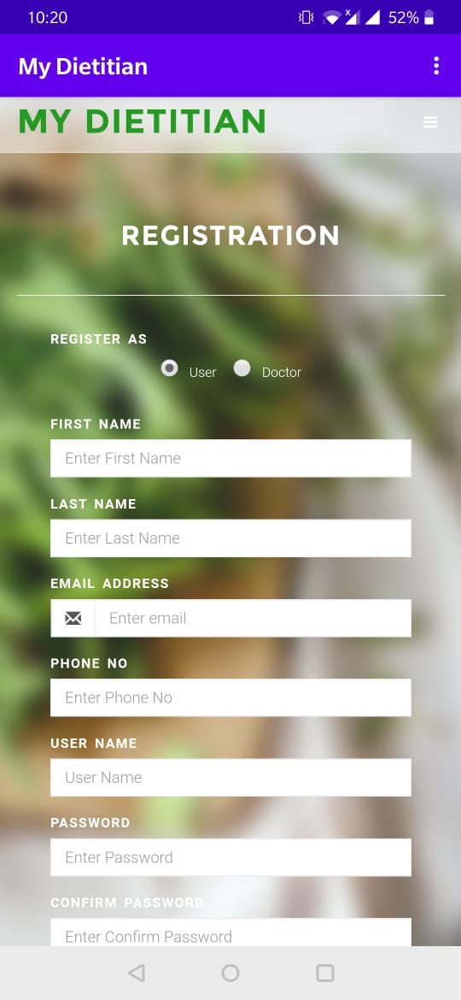 10:20
x
52%
My Dietitian
MY DIETITIAN
REGISTRATION
REGISTER AS
User Doctor
FIRST NAME
Enter First Name
LAST NAME
Enter Last Name
EMAIL ADDRESS
Enter email
PHONE NO
Enter Phone No
USER NAME
User Name
PASSWORD
Enter Password
CONFIRM PASSWORD
Enter Confirm Password